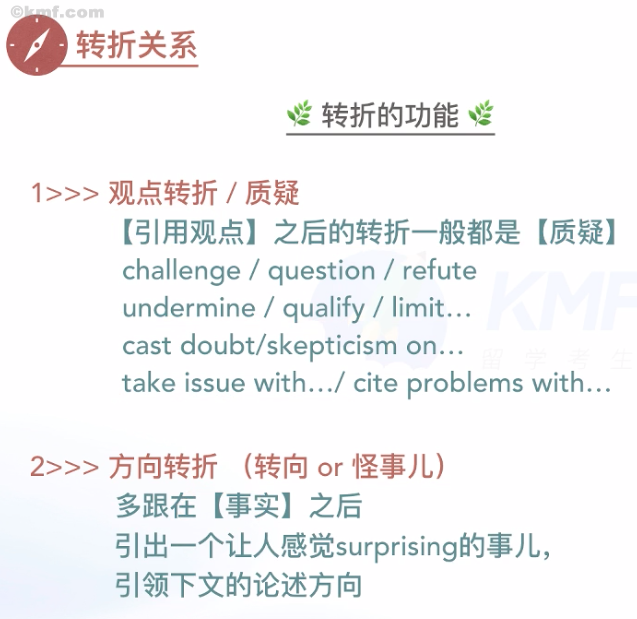 ©kmf.com
转折关系
转折的功能
1>>> 观点转折 / 质疑
【引用观点】之后的转折一般都是【质疑】
challenge / question / refute
undermine / qualify / limit…
cast doubt/skepticism on…
take issue with…/ cite problems with…
KMF
留学考生
2>>> 方向转折 （转向 or 怪事儿）
多跟在【事实】之后
引出一个让人感觉surprising的事儿，
引领下文的论述方向